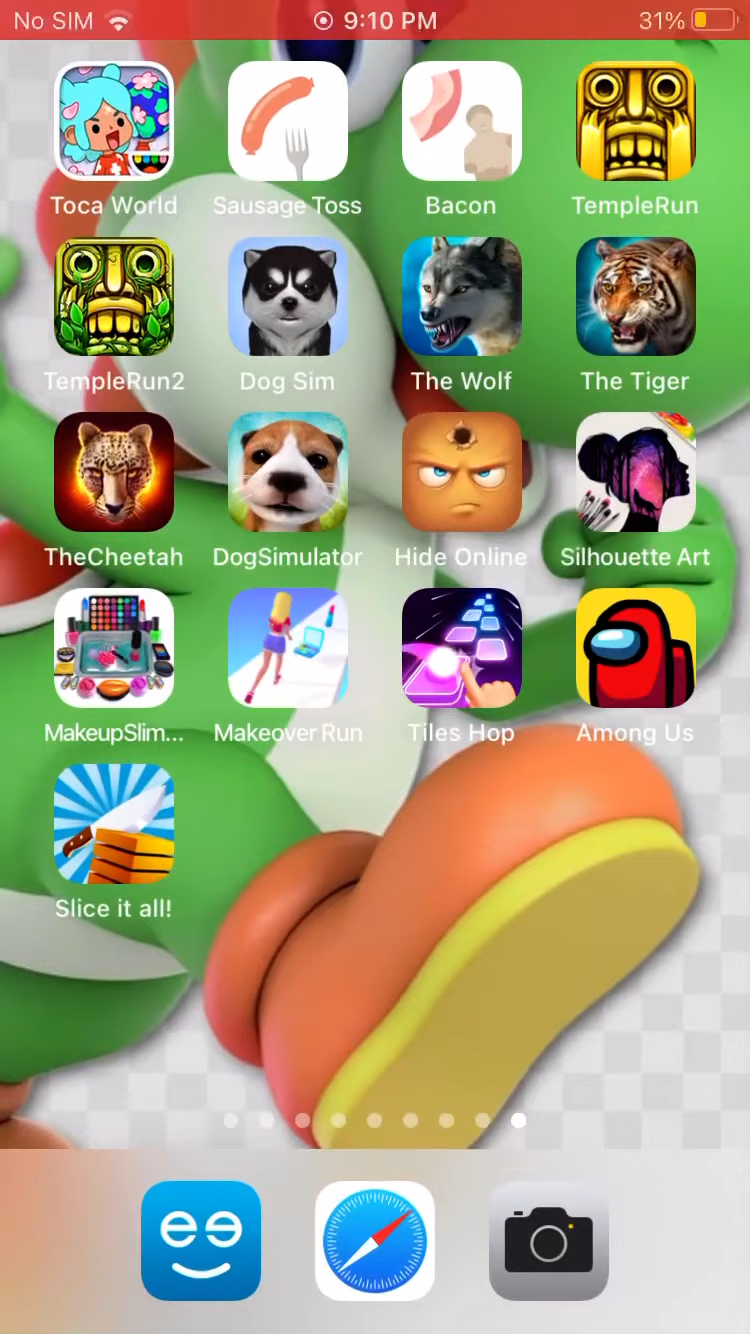 No SIM 9:10 PM 31%
Toca World Sausage Toss Bacon TempleRun
TempleRun2 Dog Sim The Wolf The Tiger
TheCheetah DogSimulator Hide Online Silhouette Art
MakeupSlim... Makeover Run Tiles Hop Among Us
Slice it all!